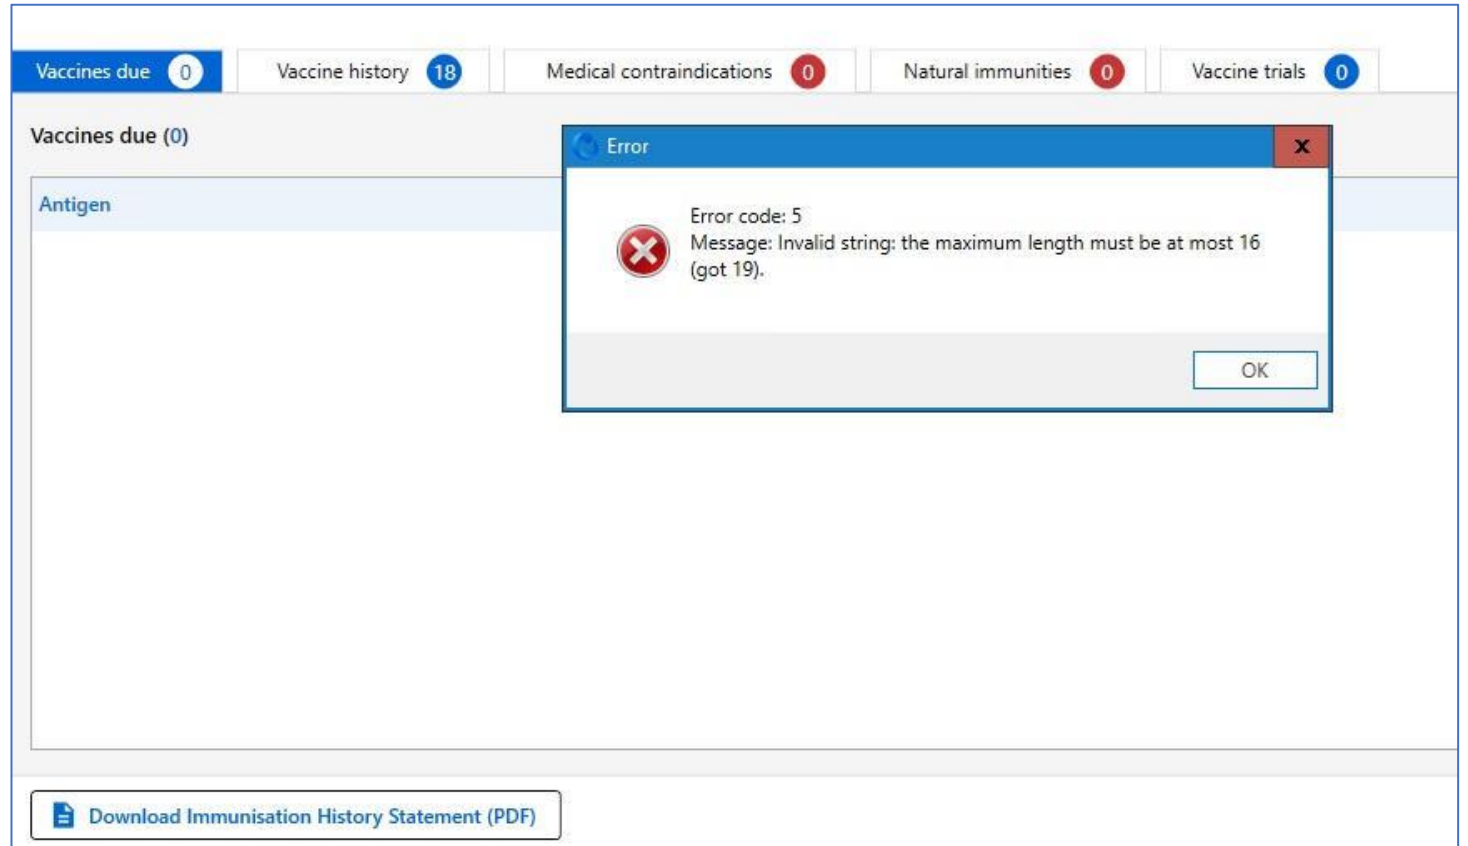 Vaccines due 0 Vaccine history 18 Medical contraindications 0 Natural immunities 0 Vaccine trials 0
Vaccines due (0)
Error x
Antigen
Error code: 5
Message: Invalid string: the maximum length must be at most 16
(got 19).
OK
Download Immunisation History Statement (PDF)